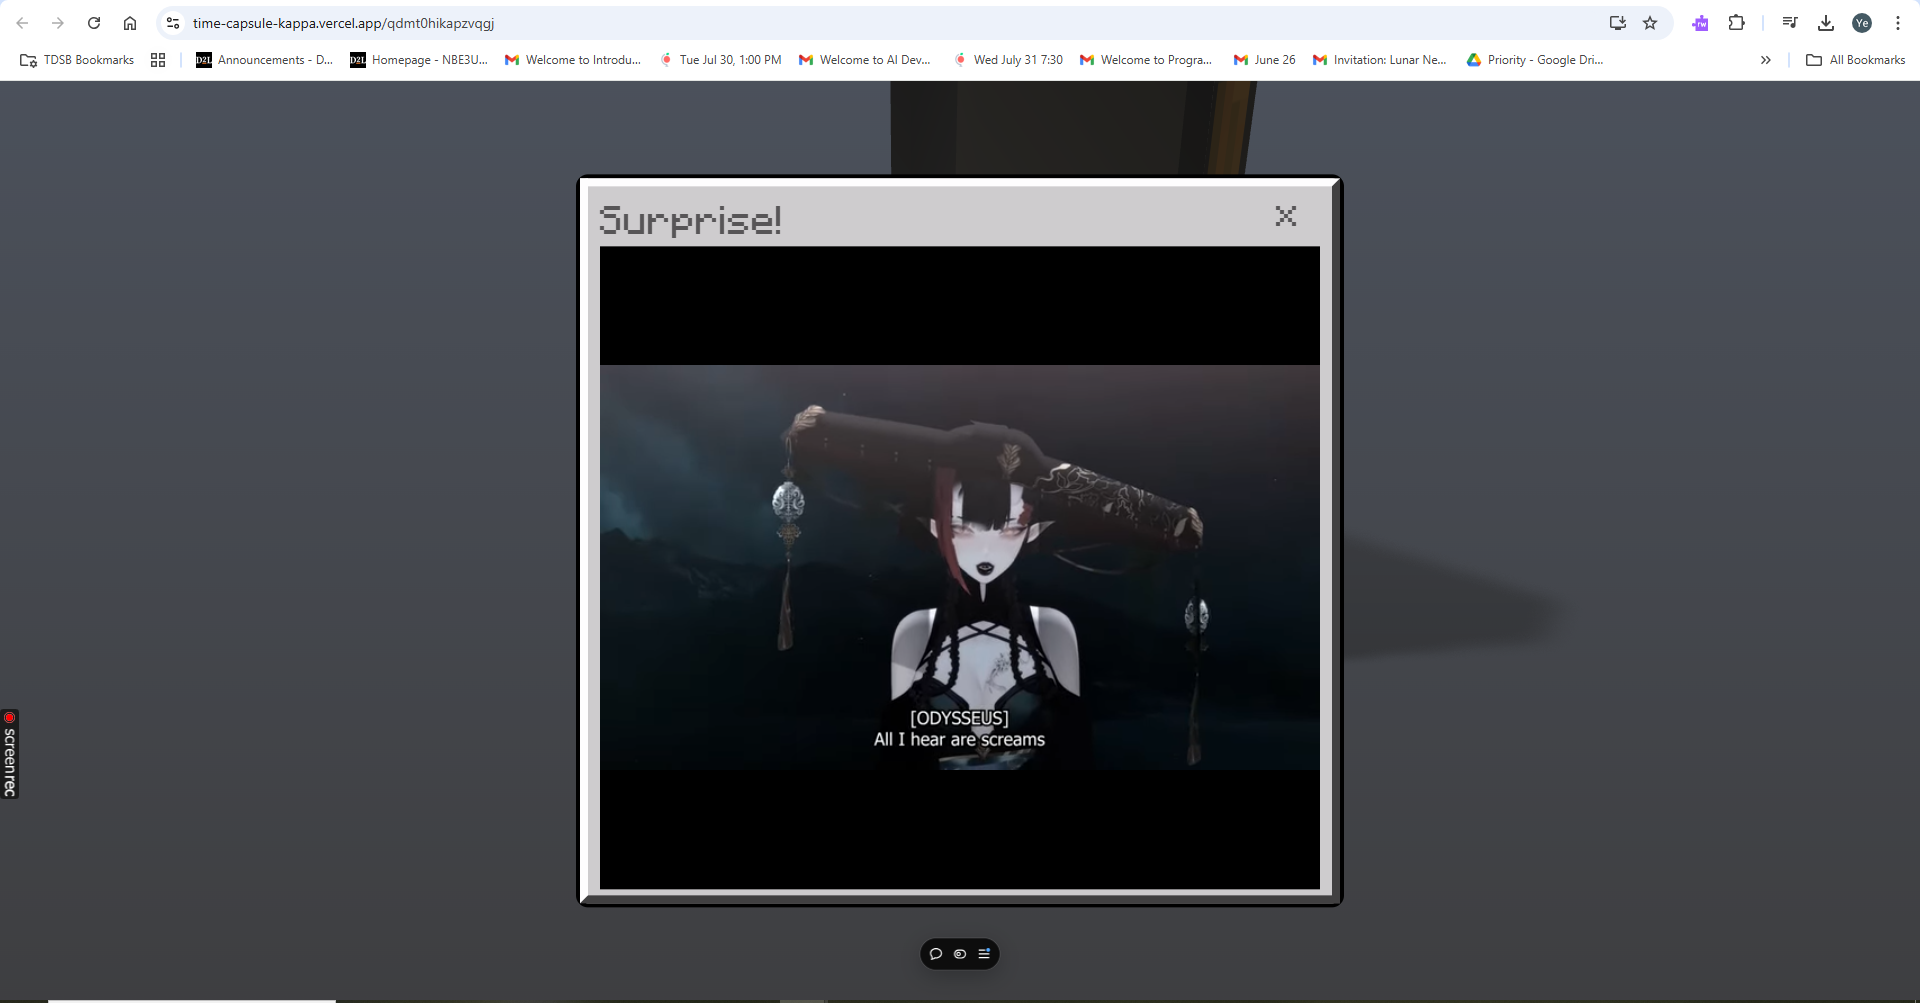 time-capsule-kappa.vercel.app/qdmt0hikapzvqgj
Ye
TDSB Bookmarks
D2L Announcements - D...
D2L Homepage - NBE3U...
Welcome to Introdu...
Tue Jul 30, 1:00 PM
Welcome to AI Dev...
Wed July 31 7:30
Welcome to Progra...
June 26
Invitation: Lunar Ne...
Priority - Google Dri...
All Bookmarks
Surprise!
[ODYSSEUS]
All I hear are screams
screenrec